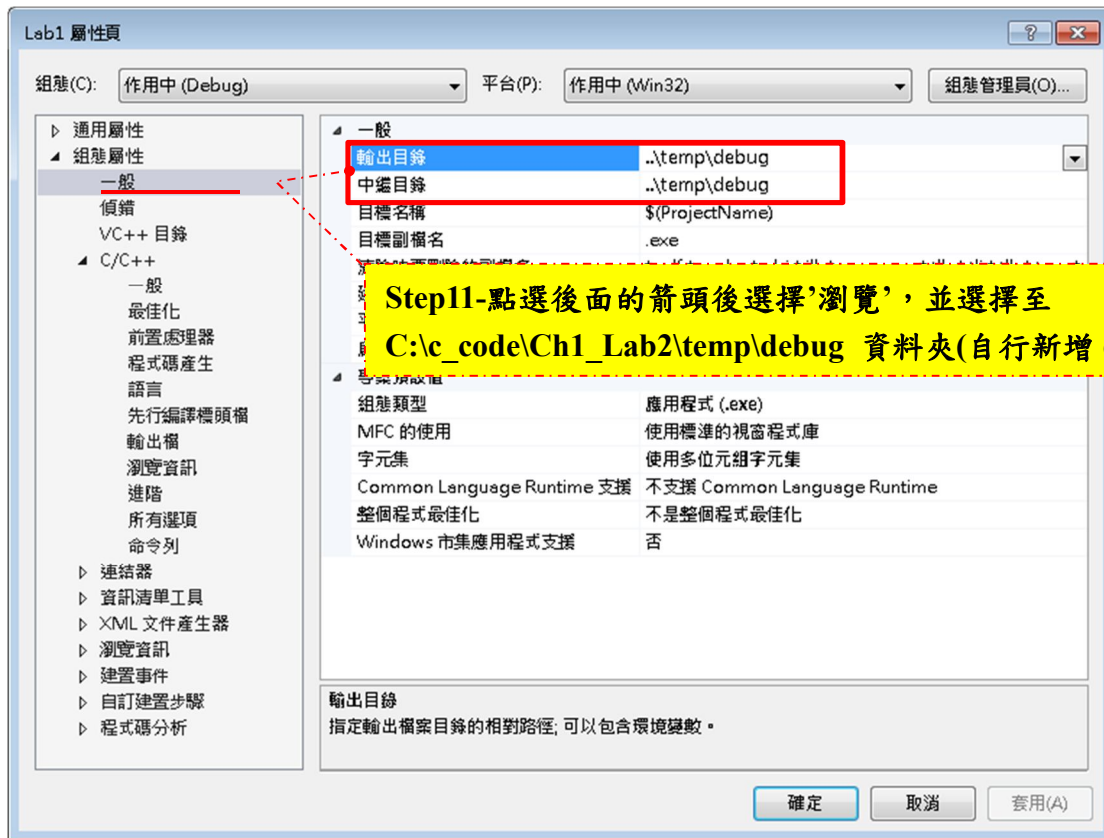 Lab1 屬性頁
組態(C): 作用中 (Debug) 平台(P): 作用中 (Win32) 組態管理員(O)...
通用屬性
組態屬性
一般
偵錯
VC++ 目錄
C/C++
一般
最佳化
前置處理器
程式碼產生
語言
先行編譯標頭檔
輸出檔
瀏覽資訊
進階
所有選項
命令列
連結器
資訊清單工具
XML 文件產生器
瀏覽資訊
建置事件
自訂建置步驟
程式碼分析
一般
輸出目錄 ..\temp\debug
中繼目錄 ..\temp\debug
目標名稱 $(ProjectName)
目標副檔名 .exe
Step11-點選後面的箭頭後選擇’瀏覽’，並選擇至
C:\c_code\Ch1_Lab2\temp\debug 資料夾(自行新增
專案預設值
組態類型 應用程式 (.exe)
MFC 的使用 使用標準的視窗程式庫
字元集 使用多位元組字元集
Common Language Runtime 支援 不支援 Common Language Runtime
整個程式最佳化 不是整個程式最佳化
Windows 市集應用程式支援 否
輸出目錄
指定輸出檔案目錄的相對路徑; 可以包含環境變數。
確定 取消 套用(A)